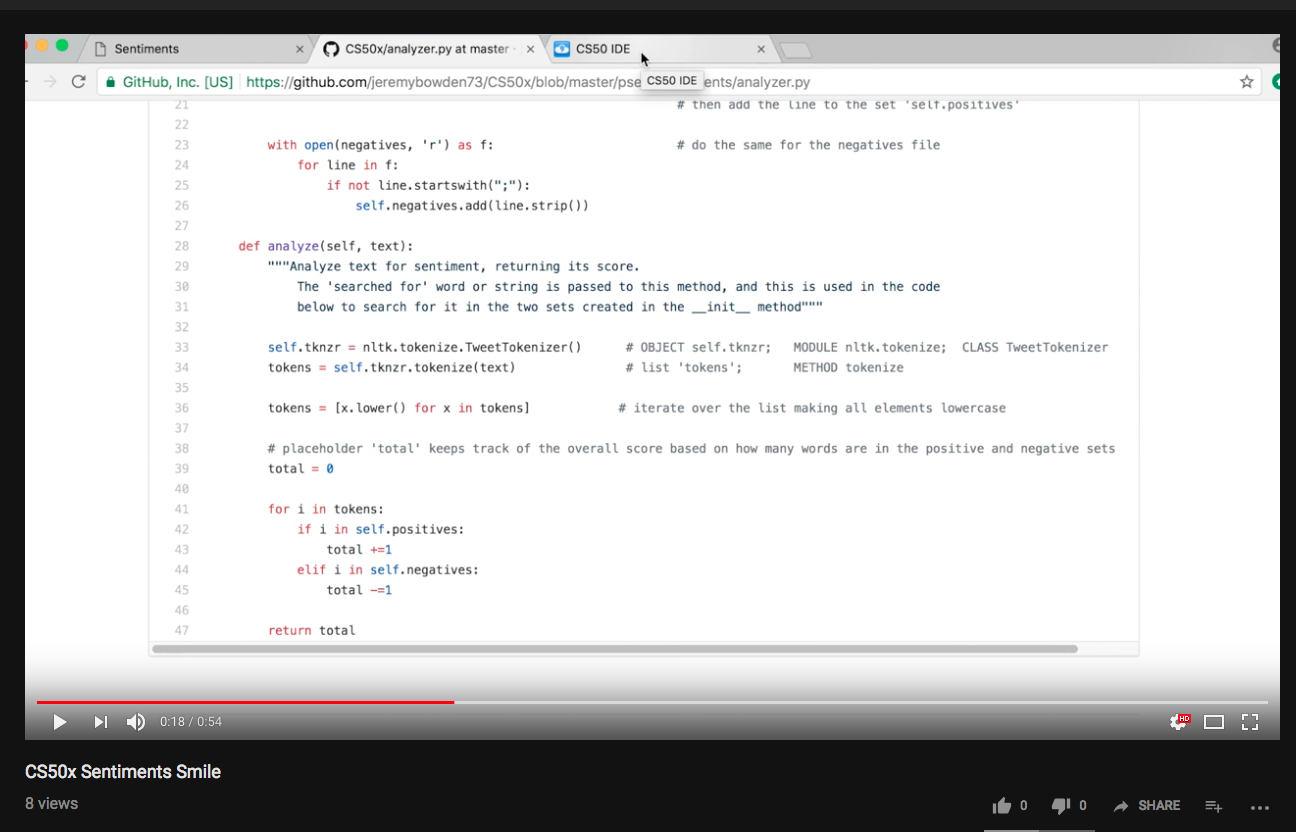 Sentiments
CS50x/analyzer.py at master ·
CS50 IDE
GitHub, Inc. [US]
https://github.com/jeremybowden73/CS50x/blob/master/pse
ents/analyzer.py
CS50 IDE
21 # then add the line to the set 'self.positives'
22
23 with open(negatives, 'r') as f: # do the same for the negatives file
24 for line in f:
25 if not line.startswith(";"):
26 self.negatives.add(line.strip())
27
28 def analyze(self, text):
29 """Analyze text for sentiment, returning its score.
30 The 'searched for' word or string is passed to this method, and this is used in the code
31 below to search for it in the two sets created in the __init__ method"""
32
33 self.tknzr = nltk.tokenize.TweetTokenizer() # OBJECT self.tknzr; MODULE nltk.tokenize; CLASS TweetTokenizer
34 tokens = self.tknzr.tokenize(text) # list 'tokens'; METHOD tokenize
35
36 tokens = [x.lower() for x in tokens] # iterate over the list making all elements lowercase
37
38 # placeholder 'total' keeps track of the overall score based on how many words are in the positive and negative sets
39 total = 0
40
41 for i in tokens:
42 if i in self.positives:
43 total +=1
44 elif i in self.negatives:
45 total -=1
46
47 return total
0:18 / 0:54
HD
CS50x Sentiments Smile
8 views
0
0
SHARE